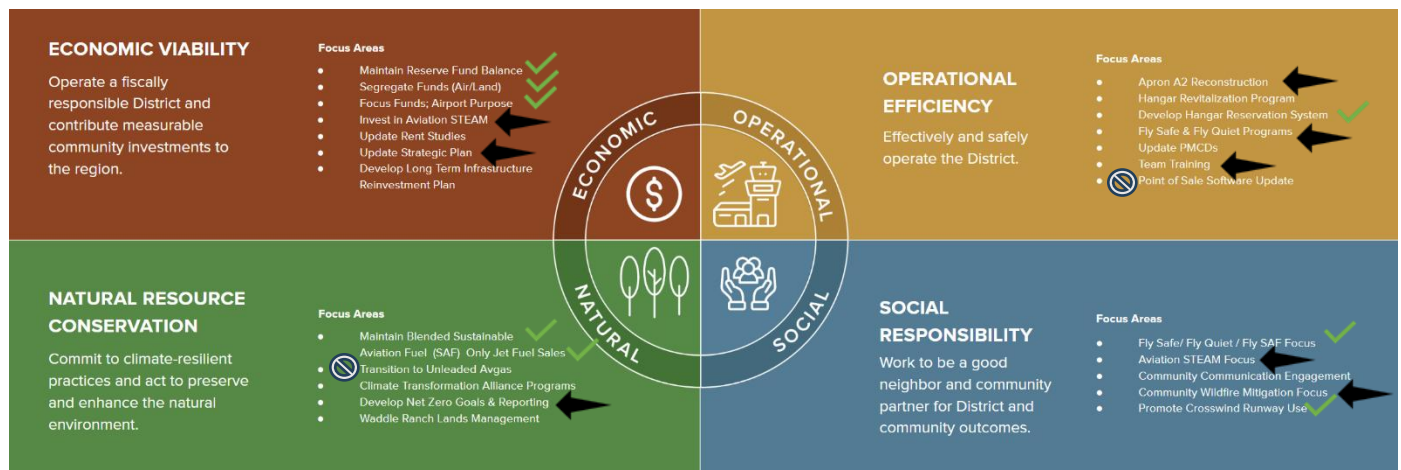 ECONOMIC VIABILITY
Operate a fiscally
responsible District and
contribute measurable
community investments to
the region.
Focus Areas
• Maintain Reserve Fund Balance
• Segregate Funds (Air/Land)
• Focus Funds; Airport Purpose
• Invest in Aviation STEAM
• Update Rent Studies
• Update Strategic Plan
• Develop Long Term Infrastructure
Reinvestment Plan
OPERATIONAL
EFFICIENCY
Effectively and safely
operate the District.
Focus Areas
• Apron A2 Reconstruction
• Hangar Revitalization Program
• Develop Hangar Reservation System
• Fly Safe & Fly Quiet Programs
• Update PMCDs
• Team Training
• Point of Sale Software Update
ECONOMIC
OPERATIONAL
$
NATURAL
SOCIAL
NATURAL RESOURCE
CONSERVATION
Commit to climate-resilient
practices and act to preserve
and enhance the natural
environment.
Focus Areas
• Maintain Blended Sustainable
Aviation Fuel (SAF) Only Jet Fuel Sales
• Transition to Unleaded Avgas
• Climate Transformation Alliance Programs
• Develop Net Zero Goals & Reporting
• Waddle Ranch Lands Management
SOCIAL
RESPONSIBILITY
Work to be a good
neighbor and community
partner for District and
community outcomes.
Focus Areas
• Fly Safe/ Fly Quiet / Fly SAF Focus
• Aviation STEAM Focus
• Community Communication Engagement
• Community Wildfire Mitigation Focus
• Promote Crosswind Runway Use